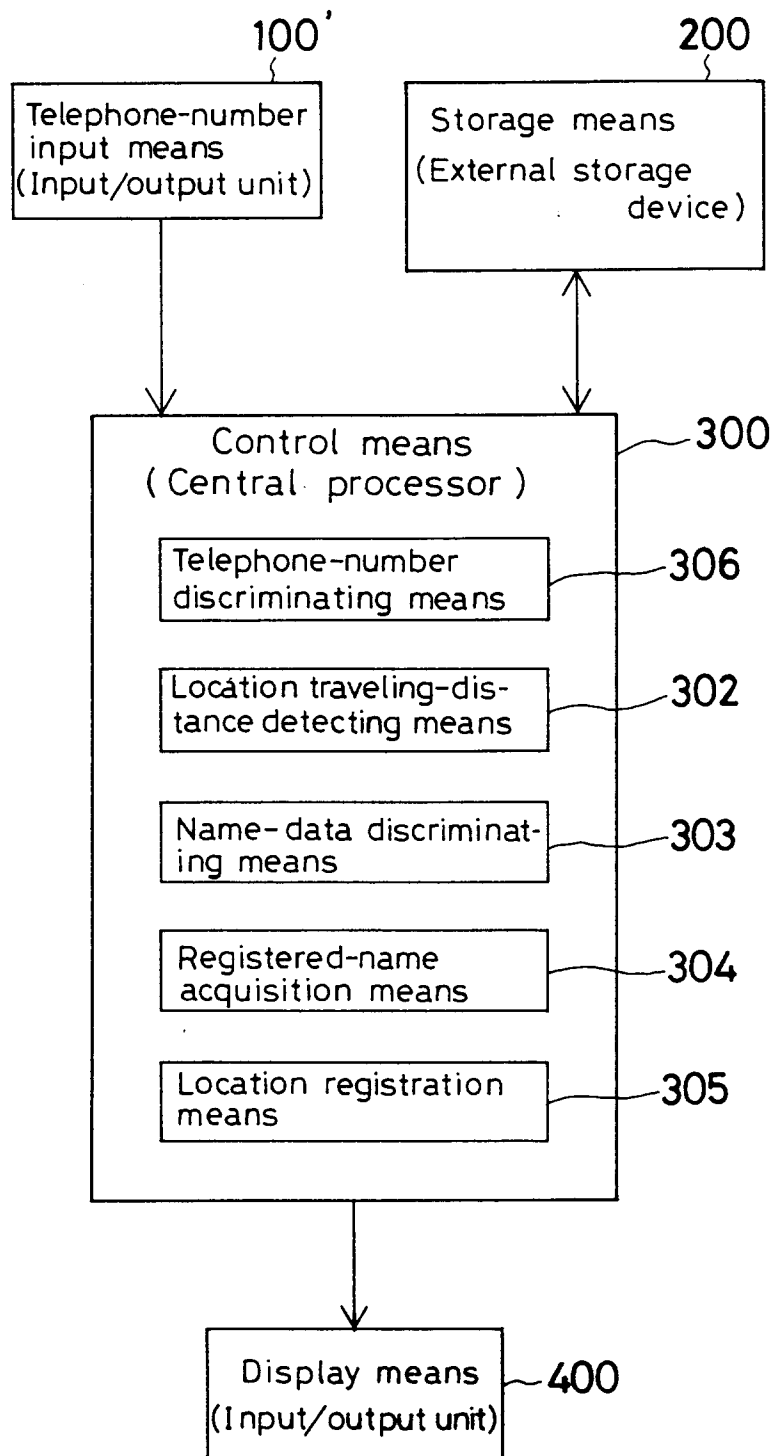 100'
200
Telephone-number
input means
(Input/output unit)
Storage means
(External storage
device)
Control means
(Central processor)
300
Telephone-number
discriminating means
306
Location traveling-dis-
tance detecting means
302
Name-data discriminat-
ing means
303
Registered-name
acquisition means
304
Location registration
means
305
Display means
(Input/output unit)
400